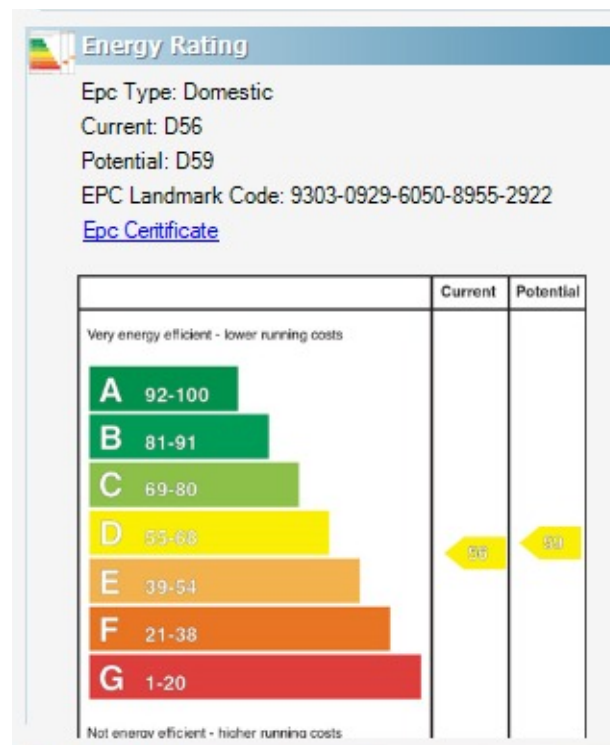 Energy Rating
Epc Type: Domestic
Current: D56
Potential: D59
EPC Landmark Code: 9303-0929-6050-8955-2922
Epc Ceritificate
Current Potential
Very energy efficient - lower running costs
A 92-100
B 81-91
C 69-80
D 55-68
56 59
E 39-54
F 21-38
G 1-20
Not energy efficient - higher running costs